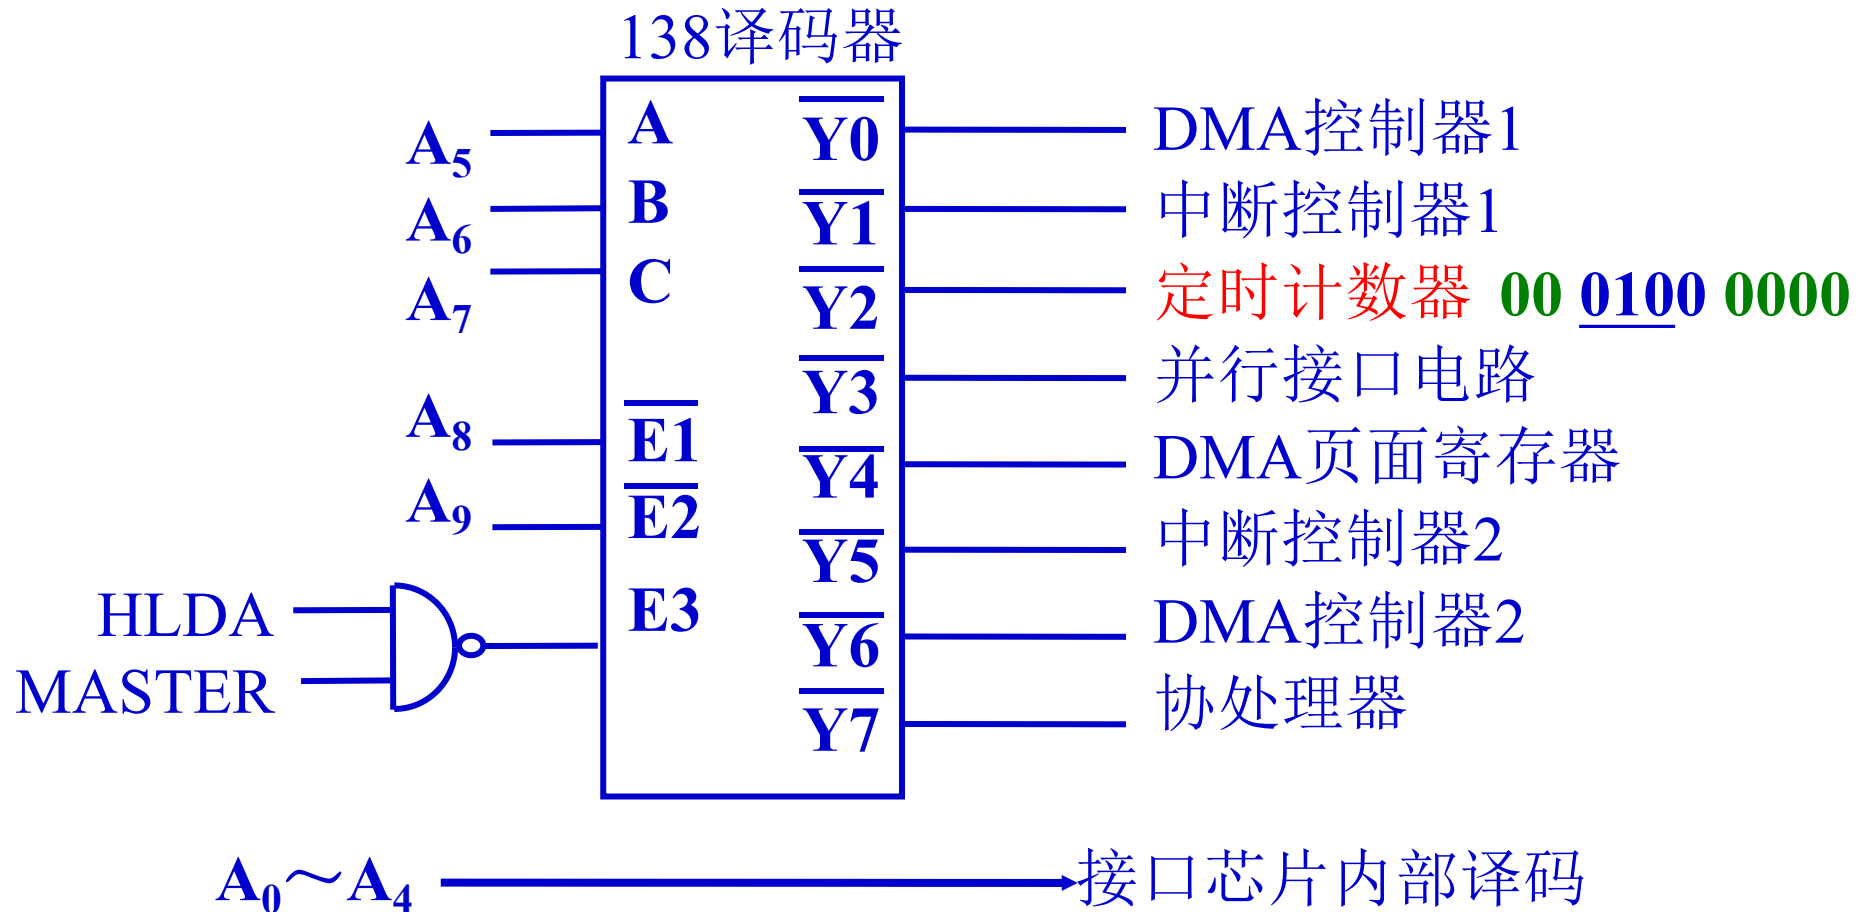 138译码器
A5 A Y0 DMA控制器1
A6 B Y1 中断控制器1
A7 C Y2 定时计数器 00 0100 0000
Y3 并行接口电路
A8 E1 Y4 DMA页面寄存器
A9 E2 Y5 中断控制器2
HLDA E3 Y6 DMA控制器2
MASTER Y7 协处理器
A0~A4 接口芯片内部译码